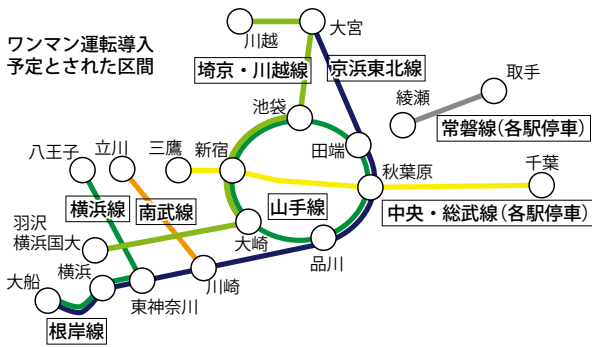 ワンマン運転導入
予定とされた区間
川越
大宮
埼京・川越線
京浜東北線
取手
綾瀬
常磐線(各駅停車)
池袋
田端
八王子
立川
三鷹
新宿
秋葉原
千葉
横浜線
南武線
山手線
中央・総武線(各駅停車)
羽沢
横浜国大
大崎
品川
大船
横浜
東神奈川
川崎
根岸線